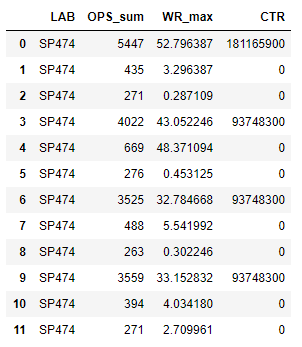 LAB OPS_sum WR_max CTR
0 SP474 5447 52.796387 181165900
1 SP474 435 3.296387 0
2 SP474 271 0.287109 0
3 SP474 4022 43.052246 93748300
4 SP474 669 48.371094 0
5 SP474 276 0.453125 0
6 SP474 3525 32.784668 93748300
7 SP474 488 5.541992 0
8 SP474 263 0.302246 0
9 SP474 3559 33.152832 93748300
10 SP474 394 4.034180 0
11 SP474 271 2.709961 0